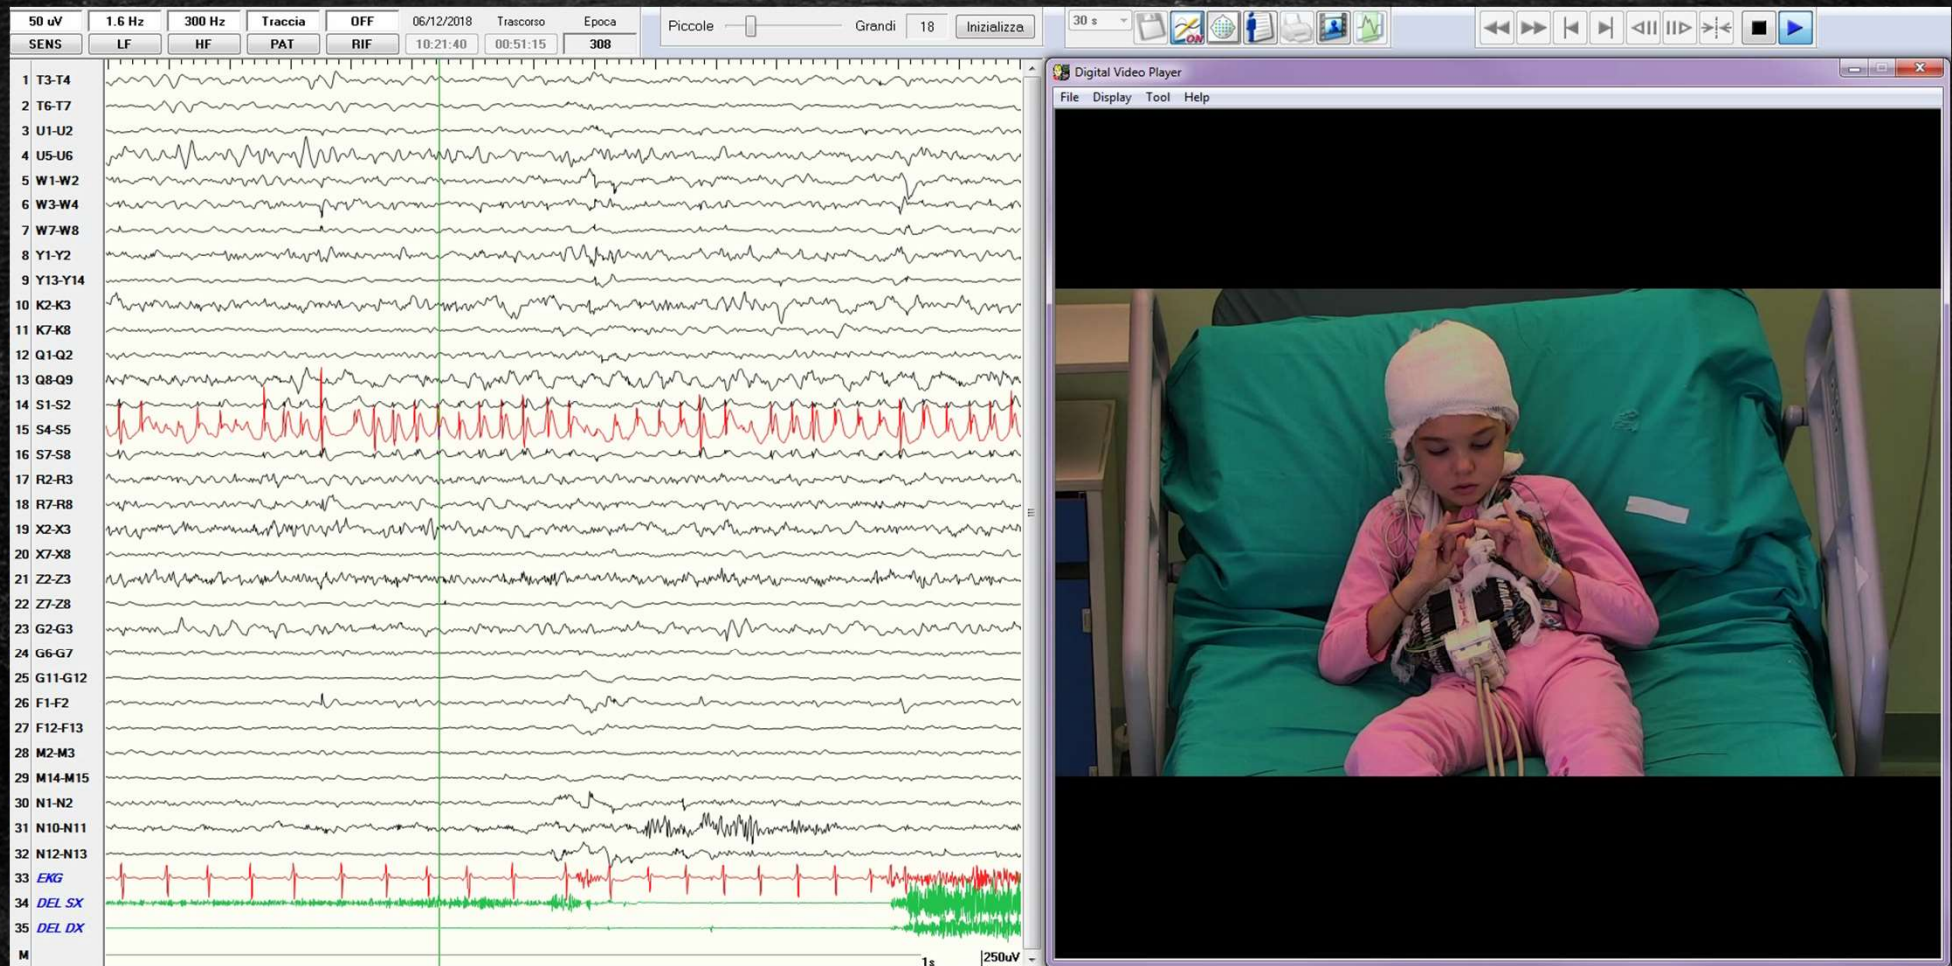 50 uV 1.6 Hz 300 Hz Traccia OFF 06/12/2018 Trascorso Epoca
SENS LF HF PAT RIF 10:21:40 00:51:15 308
Piccole Grandi 18 Inizializza
30 s
ON
1 T3-T4
2 T6-T7
3 U1-U2
4 U5-U6
5 W1-W2
6 W3-W4
7 W7-W8
8 Y1-Y2
9 Y13-Y14
10 K2-K3
11 K7-K8
12 Q1-Q2
13 Q8-Q9
14 S1-S2
15 S4-S5
16 S7-S8
17 R2-R3
18 R7-R8
19 X2-X3
20 X7-X8
21 Z2-Z3
22 Z7-Z8
23 G2-G3
24 G6-G7
25 G11-G12
26 F1-F2
27 F12-F13
28 M2-M3
29 M14-M15
30 N1-N2
31 N10-N11
32 N12-N13
33 EKG
34 DEL SX
35 DEL DX
M
1s 250uV
Digital Video Player
File Display Tool Help